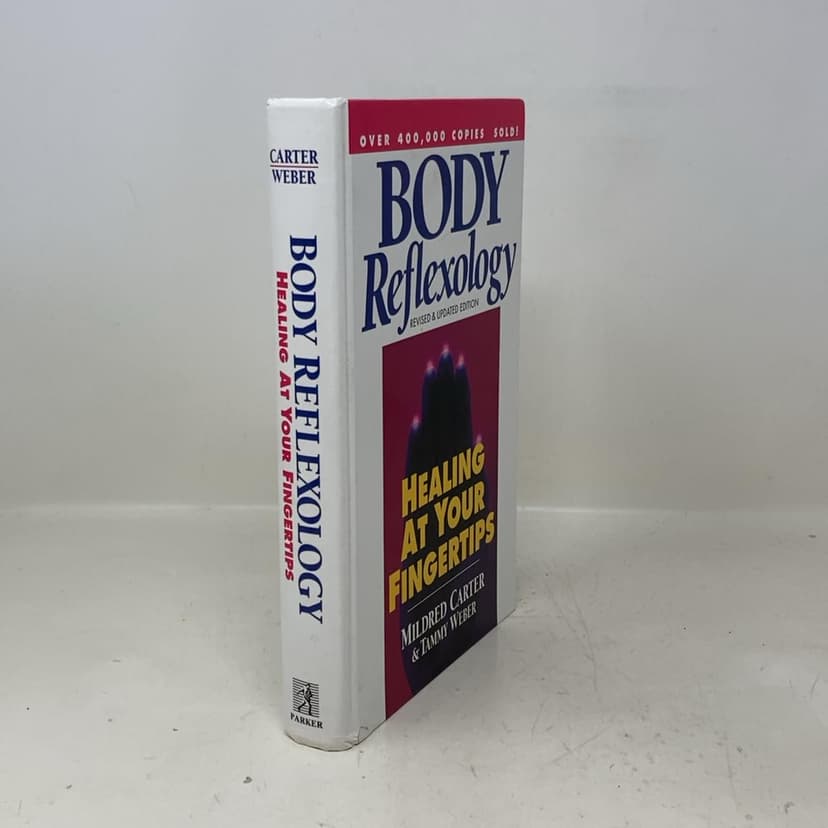 CARTER
WEBER
BODY REFLEXOLOGY
HEALING AT YOUR FINGERTIPS
PARKER
OVER 400,000 COPIES SOLD!
BODY
Reflexology
REVISED & UPDATED EDITION
HEALING
AT YOUR
FINGERTIPS
MILDRED CARTER
& TAMMY WEBER